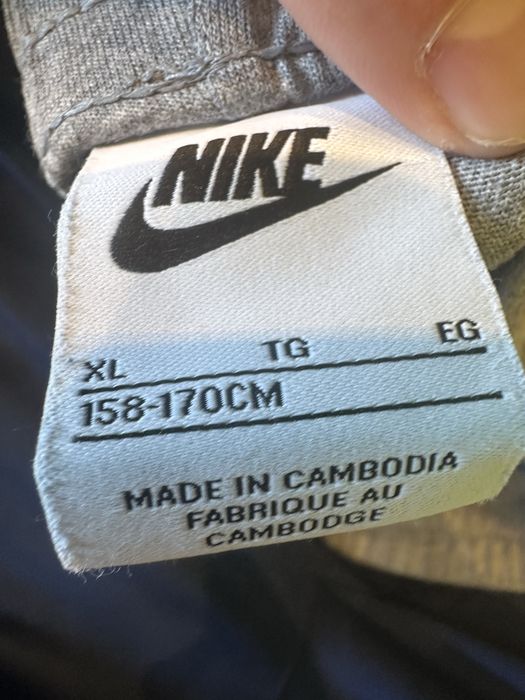 NIKE
XL TG EG
158-170CM
MADE IN CAMBODIA
FABRIQUE AU
CAMBODGE